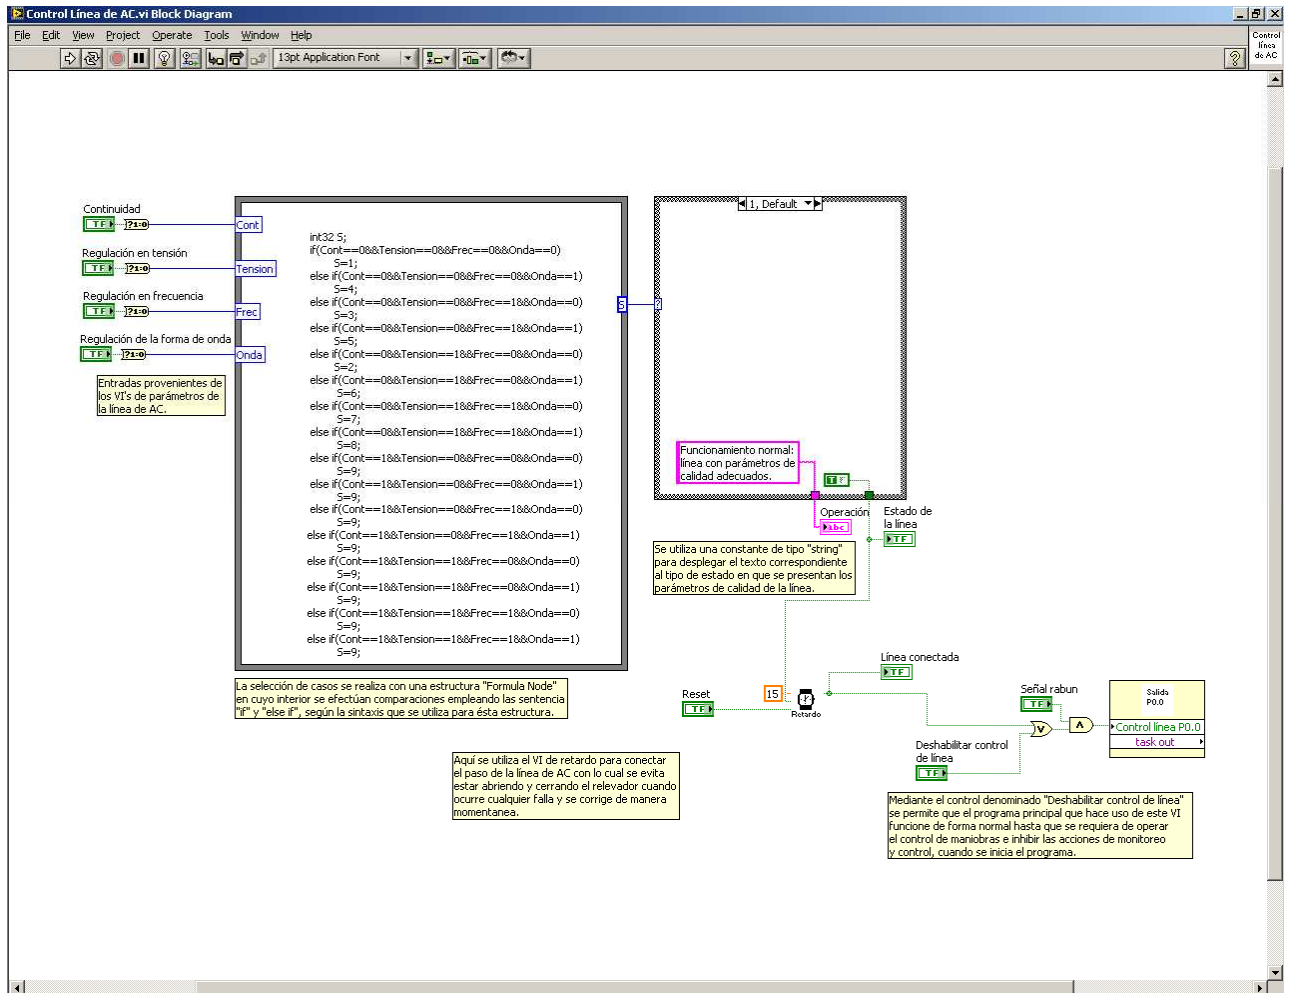 Control Línea de AC.vi Block Diagram
File Edit View Project Operate Tools Window Help
13pt Application Font
Control
línea
de AC
Continuidad
TF
?1:0
Cont
Regulación en tensión
TF
?1:0
Tension
Regulación en frecuencia
TF
?1:0
Frec
Regulación de la forma de onda
TF
?1:0
Onda
Entradas provenientes de
los VI's de parámetros de
la línea de AC.
int32 S;
if(Cont==0&&Tension==0&&Frec==0&&Onda==0)
S=1;
else if(Cont==0&&Tension==0&&Frec==0&&Onda==1)
S=4;
else if(Cont==0&&Tension==0&&Frec==1&&Onda==0)
S=3;
else if(Cont==0&&Tension==0&&Frec==1&&Onda==1)
S=5;
else if(Cont==0&&Tension==1&&Frec==0&&Onda==0)
S=2;
else if(Cont==0&&Tension==1&&Frec==0&&Onda==1)
S=6;
else if(Cont==0&&Tension==1&&Frec==1&&Onda==0)
S=7;
else if(Cont==0&&Tension==1&&Frec==1&&Onda==1)
S=8;
else if(Cont==1&&Tension==0&&Frec==0&&Onda==0)
S=9;
else if(Cont==1&&Tension==0&&Frec==0&&Onda==1)
S=9;
else if(Cont==1&&Tension==0&&Frec==1&&Onda==0)
S=9;
else if(Cont==1&&Tension==0&&Frec==1&&Onda==1)
S=9;
else if(Cont==1&&Tension==1&&Frec==0&&Onda==0)
S=9;
else if(Cont==1&&Tension==1&&Frec==0&&Onda==1)
S=9;
else if(Cont==1&&Tension==1&&Frec==1&&Onda==0)
S=9;
else if(Cont==1&&Tension==1&&Frec==1&&Onda==1)
S=9;
S
?
1, Default
Funcionamiento normal:
línea con parámetros de
calidad adecuados.
T F
Operación
abc
Estado de
la línea
TF
Se utiliza una constante de tipo "string"
para desplegar el texto correspondiente
al tipo de estado en que se presentan los
parámetros de calidad de la línea.
La selección de casos se realiza con una estructura "Formula Node"
en cuyo interior se efectúan comparaciones empleando las sentencia
"if" y "else if", según la sintaxis que se utiliza para ésta estructura.
Reset
TF
15
Retardo
Línea conectada
TF
Señal rabun
TF
Salida
P0.0
Control línea P0.0
task out
Deshabilitar control
de línea
TF
Aquí se utiliza el VI de retardo para conectar
el paso de la línea de AC con lo cual se evita
estar abriendo y cerrando el relevador cuando
ocurre cualquier falla y se corrige de manera
momentanea.
Mediante el control denominado "Deshabilitar control de línea"
se permite que el programa principal que hace uso de este VI
funcione de forma normal hasta que se requiera de operar
el control de maniobras e inhibir las acciones de monitoreo
y control, cuando se inicia el programa.